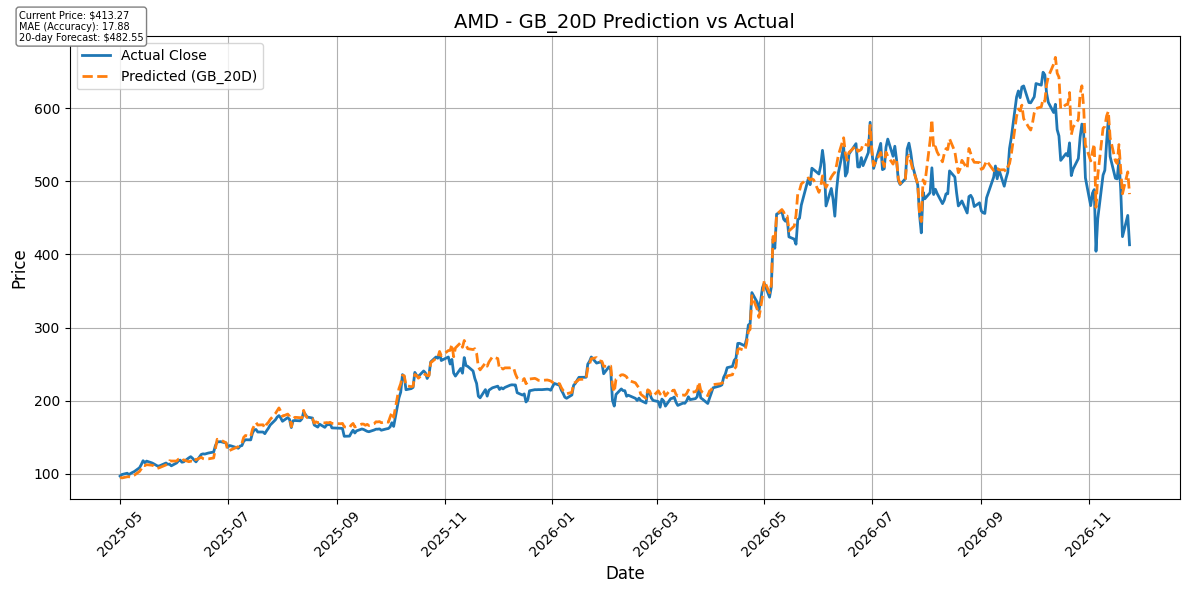 AMD - GB_20D Prediction vs Actual
Current Price: $413.27
MAE (Accuracy): 17.88
20-day Forecast: $482.55
Actual Close
Predicted (GB_20D)
Price
600
500
400
300
200
100
2025-05
2025-07
2025-09
2025-11
2026-01
2026-03
2026-05
2026-07
2026-09
2026-11
Date